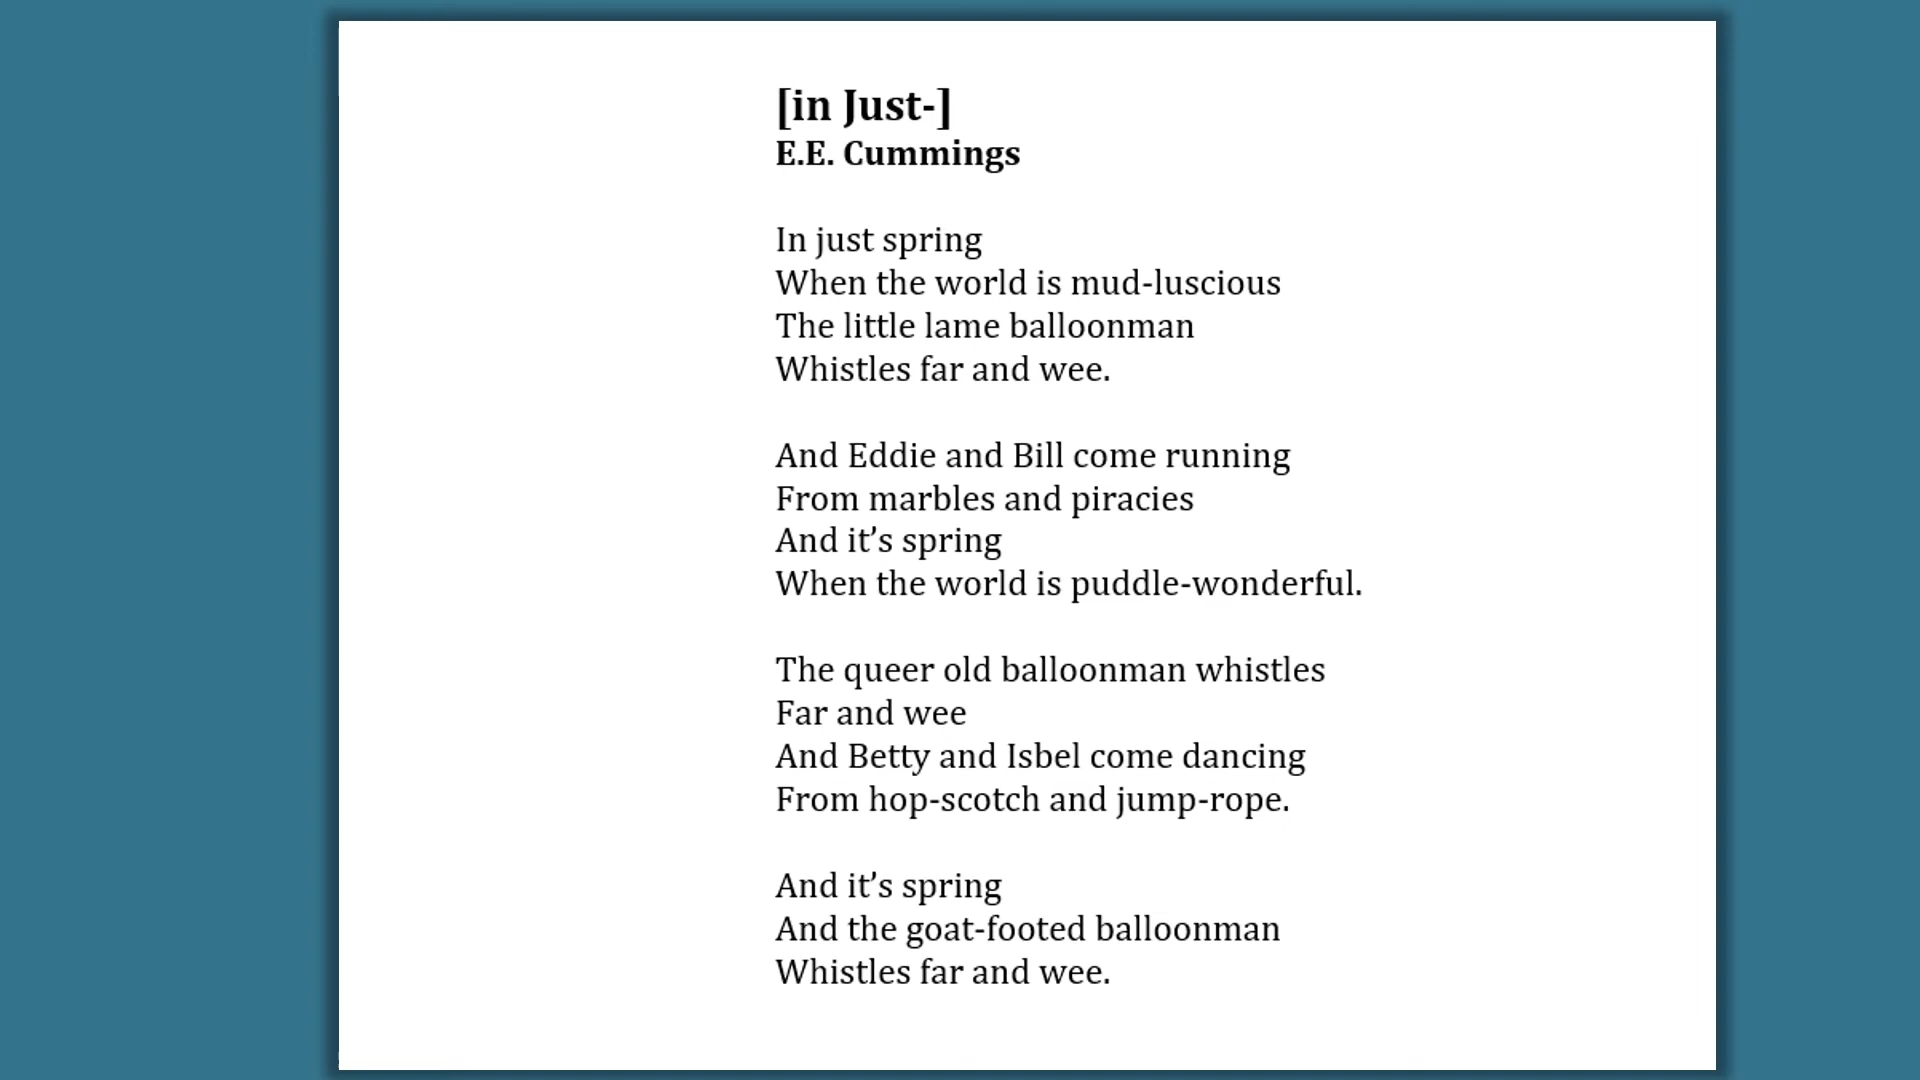 [in Just-]
E.E. Cummings
In just spring
When the world is mud-luscious
The little lame balloonman
Whistles far and wee.
And Eddie and Bill come running
From marbles and piracies
And it’s spring
When the world is puddle-wonderful.
The queer old balloonman whistles
Far and wee
And Betty and Isbel come dancing
From hop-scotch and jump-rope.
And it’s spring
And the goat-footed balloonman
Whistles far and wee.